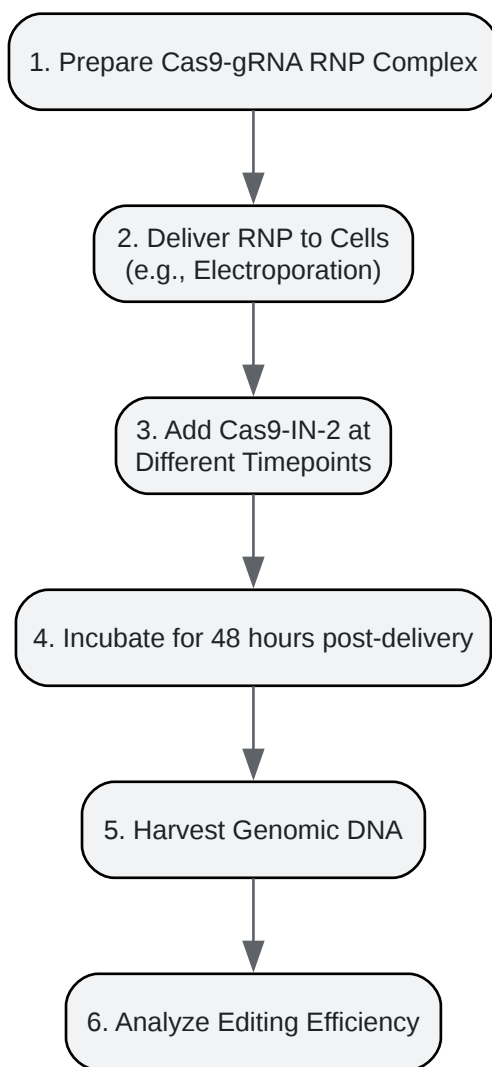 1. Prepare Cas9-gRNA RNP Complex
2. Deliver RNP to Cells
(e.g., Electroporation)
3. Add Cas9-IN-2 at
Different Timepoints
4. Incubate for 48 hours post-delivery
5. Harvest Genomic DNA
6. Analyze Editing Efficiency